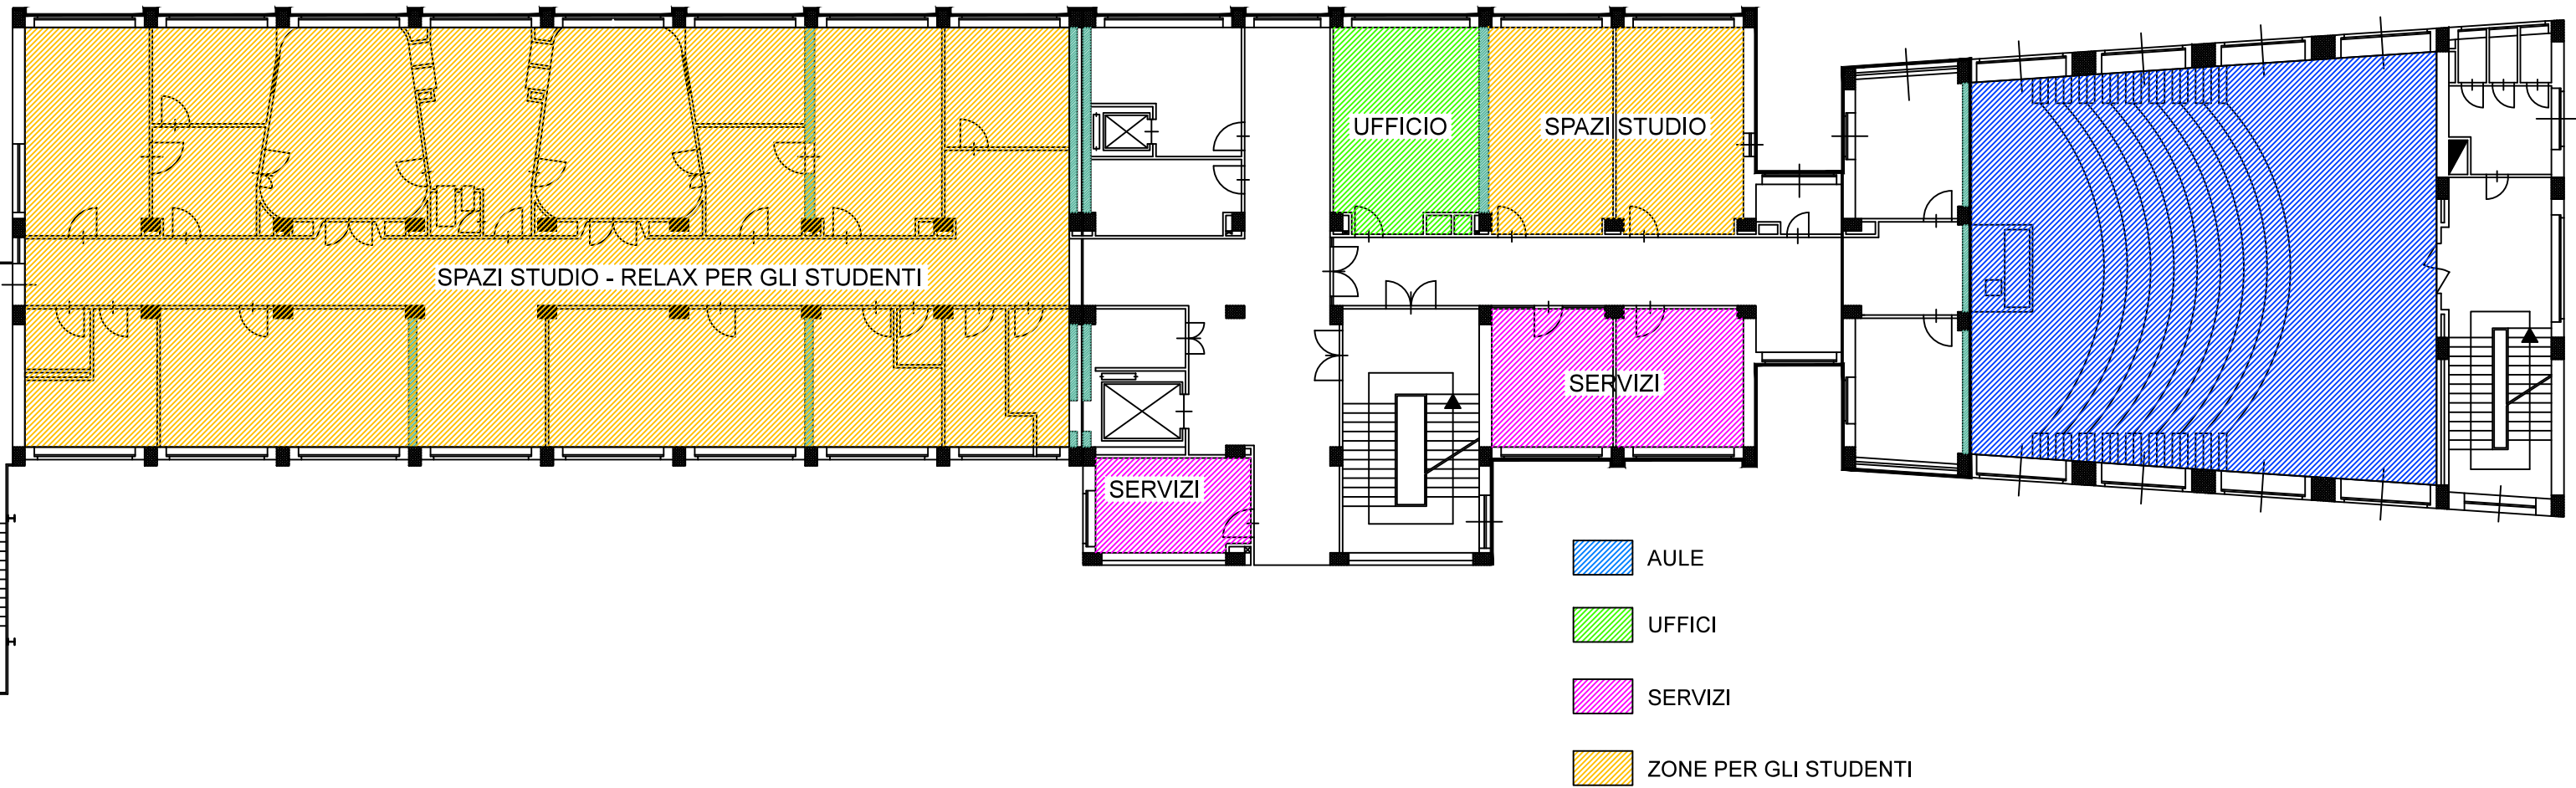 UFFICIO
SPAZI STUDIO
SPAZI STUDIO - RELAX PER GLI STUDENTI
SERVIZI
SERVIZI
AULE
UFFICI
SERVIZI
ZONE PER GLI STUDENTI